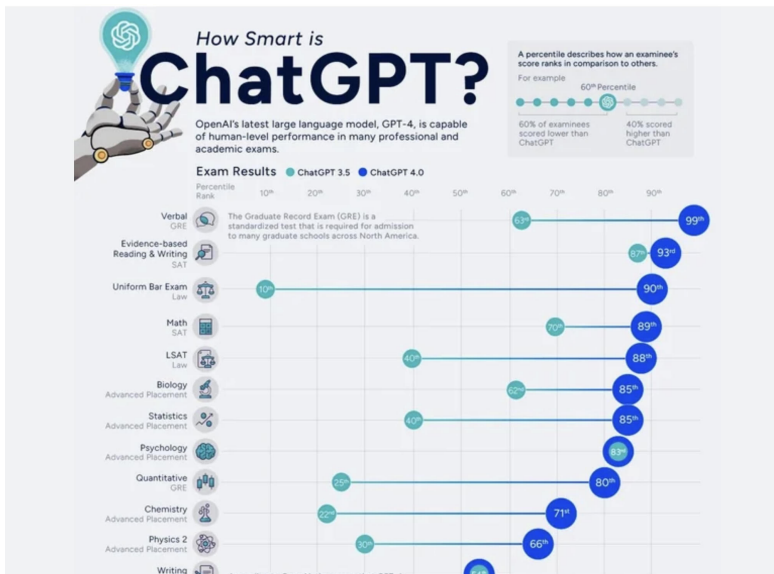 How Smart is
ChatGPT?
OpenAI's latest large language model, GPT-4, is capable
of human-level performance in many professional and
academic exams.
A percentile describes how an examinee's
score ranks in comparison to others.
For example
60th Percentile
60% of examinees
scored lower than
ChatGPT
40% scored
higher than
ChatGPT
Exam Results ChatGPT 3.5 ChatGPT 4.0
Percentile
Rank
10th 20th 30th 40th 50th 60th 70th 80th 90th
Verbal
GRE
The Graduate Record Exam (GRE) is a
standardized test that is required for admission
to many graduate schools across North America.
63rd 99th
Evidence-based
Reading & Writing
SAT
87th 93rd
Uniform Bar Exam
Law
10th 90th
Math
SAT
70th 89th
LSAT
Law
40th 88th
Biology
Advanced Placement
62nd 85th
Statistics
Advanced Placement
40th 85th
Psychology
Advanced Placement
83rd
Quantitative
GRE
25th 80th
Chemistry
Advanced Placement
22nd 71st
Physics 2
Advanced Placement
30th 66th
Writing